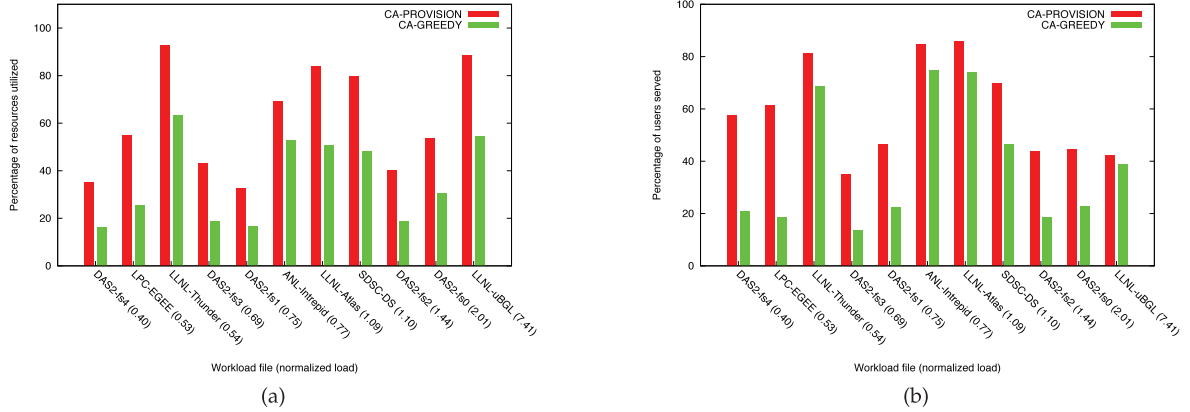 CA-PROVISION
CA-GREEDY
Percentage of resources utilized
100
80
60
40
20
0
DAS2-fs4 (0.40)
LPC-EGEE (0.53)
LLNL-Thunder (0.54)
DAS2-fs3 (0.69)
DAS2-fs1 (0.75)
ANL-Intrepid (0.77)
LLNL-Atlas (1.09)
SDSC-DS (1.10)
DAS2-fs2 (1.44)
DAS2-fs0 (2.01)
LLNL-uBGL (7.41)
Workload file (normalized load)
(a)
CA-PROVISION
CA-GREEDY
Percentage of users served
100
80
60
40
20
0
DAS2-fs4 (0.40)
LPC-EGEE (0.53)
LLNL-Thunder (0.54)
DAS2-fs3 (0.69)
DAS2-fs1 (0.75)
ANL-Intrepid (0.77)
LLNL-Atlas (1.09)
SDSC-DS (1.10)
DAS2-fs2 (1.44)
DAS2-fs0 (2.01)
LLNL-uBGL (7.41)
Workload file (normalized load)
(b)